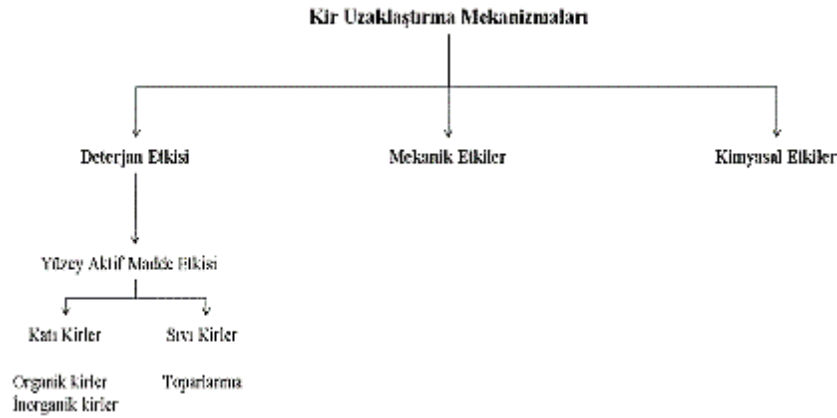 Kir Uzaklaştırma Mekanizmaları
Deterjan Etkisi
Mekanik Etkiler
Kimyasal Etkiler
Yüzey Aktif Madde Etkisi
Katı Kirler
Sıvı Kirler
Organik kirler
Toparlanma
İnorganik kirler